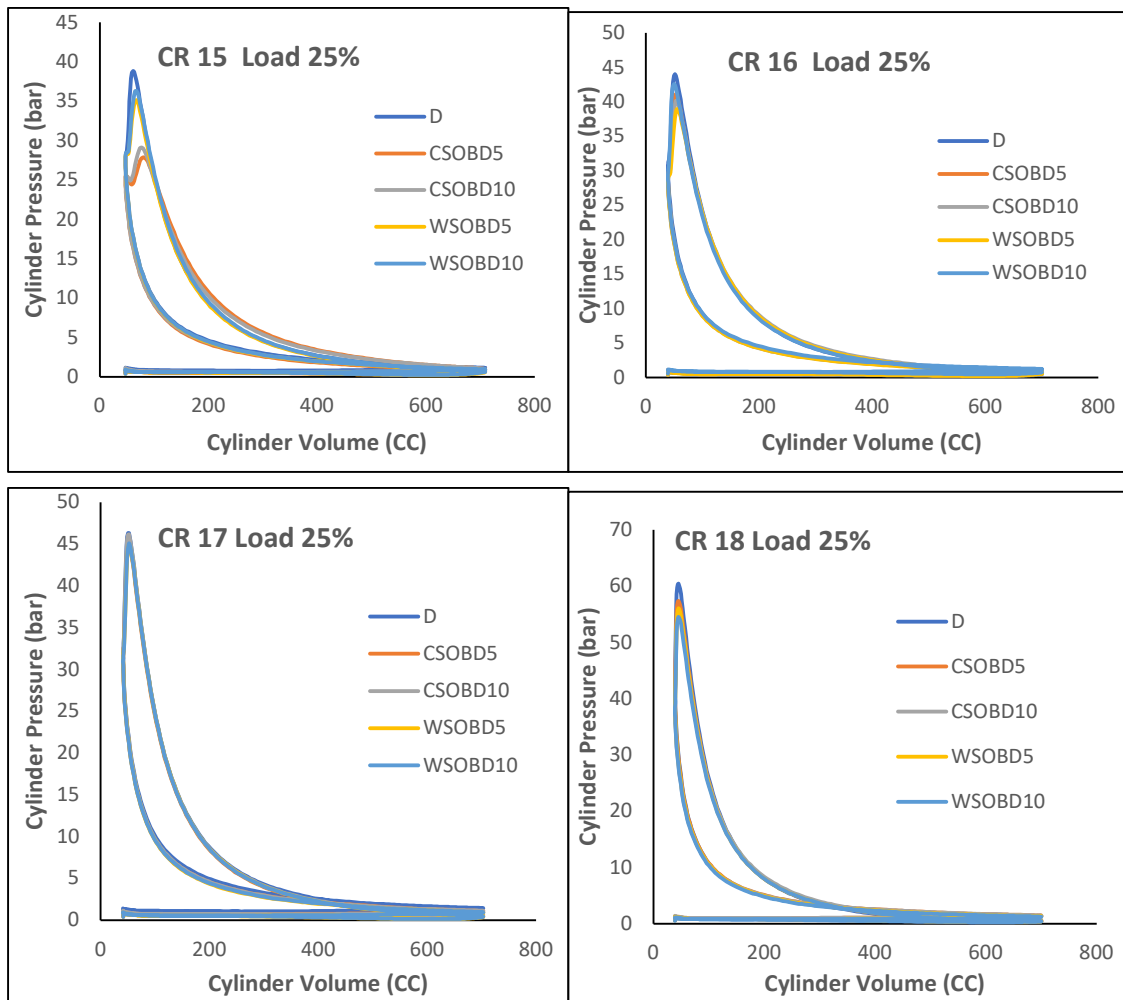 CR 15 Load 25%
Cylinder Pressure (bar)
45
40
35
30
25
20
15
10
5
0
D
CSOBD5
CSOBD10
WSOBD5
WSOBD10
0 200 400 600 800
Cylinder Volume (CC)
CR 16 Load 25%
Cylinder Pressure (bar)
50
45
40
35
30
25
20
15
10
5
0
D
CSOBD5
CSOBD10
WSOBD5
WSOBD10
0 200 400 600 800
Cylinder Volume (CC)
CR 17 Load 25%
Cylinder Pressure (bar)
50
45
40
35
30
25
20
15
10
5
0
D
CSOBD5
CSOBD10
WSOBD5
WSOBD10
0 200 400 600 800
Cylinder Volume (CC)
CR 18 Load 25%
Cylinder Pressure (bar)
70
60
50
40
30
20
10
0
D
CSOBD5
CSOBD10
WSOBD5
WSOBD10
0 200 400 600 800
Cylinder Volume (CC)